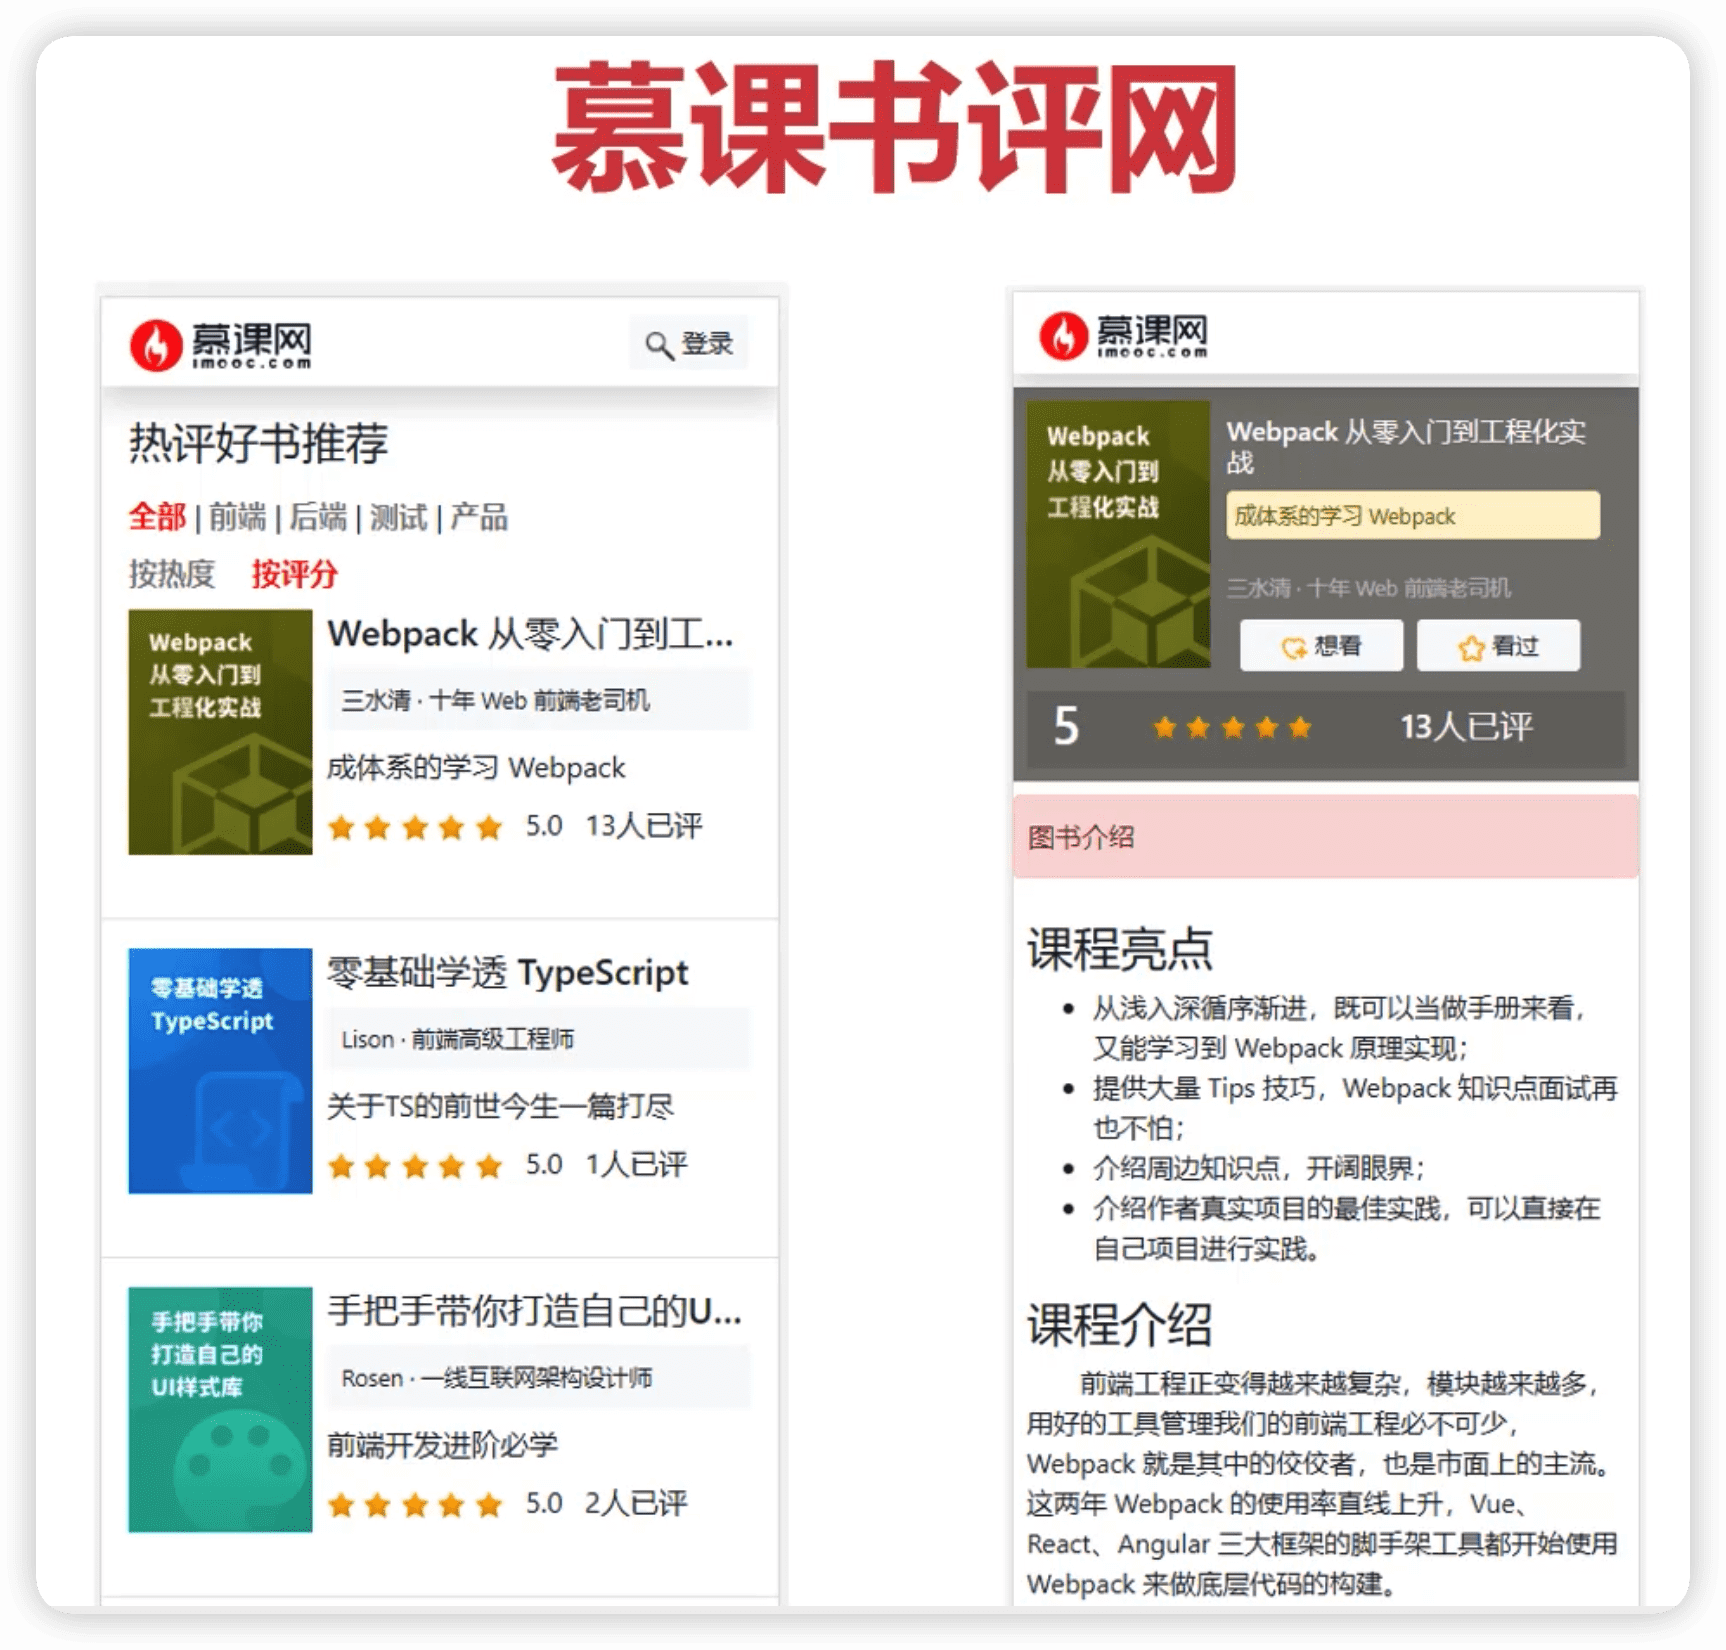 慕课书评网
慕课网
imooc.com
登录
热评好书推荐
全部 | 前端 | 后端 | 测试 | 产品
按热度 按评分
Webpack
从零入门到
工程化实战
Webpack 从零入门到工...
三水清 · 十年 Web 前端老司机
成体系的学习 Webpack
5.0 13人已评
零基础学透
TypeScript
零基础学透 TypeScript
Lison · 前端高级工程师
关于TS的前世今生一篇打尽
5.0 1人已评
手把手带你
打造自己的
UI样式库
手把手带你打造自己的U...
Rosen · 一线互联网架构设计师
前端开发进阶必学
5.0 2人已评
慕课网
imooc.com
Webpack
从零入门到
工程化实战
Webpack 从零入门到工程化实
战
成体系的学习 Webpack
三水清 · 十年 Web 前端老司机
想看 看过
5 13人已评
图书介绍
课程亮点
从浅入深循序渐进，既可以当做手册来看，
又能学习到 Webpack 原理实现；
提供大量 Tips 技巧，Webpack 知识点面试再
也不怕；
介绍周边知识点，开阔眼界；
介绍作者真实项目的最佳实践，可以直接在
自己项目进行实践。
课程介绍
前端工程正变得越来越复杂，模块越来越多，
用好的工具管理我们的前端工程必不可少，
Webpack 就是其中的佼佼者，也是市面上的主流。
这两年 Webpack 的使用率直线上升，Vue、
React、Angular 三大框架的脚手架工具都开始使用
Webpack 来做底层代码的构建。